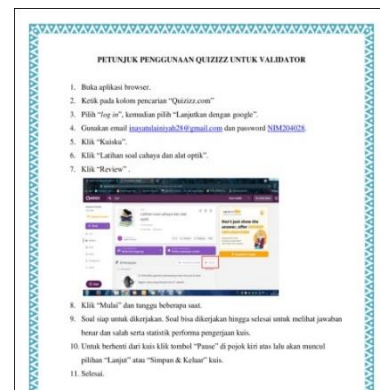 PETUNJUK PENGGUNAAN QUIZIZZ UNTUK VALIDATOR
1. Buka aplikasi browser.
2. Ketik pada kolom pencarian “Quizizz.com”
3. Pilih “log in”, kemudian pilih “Lanjutkan dengan google”.
4. Gunakan email inayatulainiyah28@gmail.com dan password NIM204028.
5. Klik “Kuisku”.
6. Klik “Latihan soal cahaya dan alat optik”.
7. Klik “Review” .
8. Klik “Mulai” dan tunggu beberapa saat.
9. Soal siap untuk dikerjakan. Soal bisa dikerjakan hingga selesai untuk melihat jawaban
benar dan salah serta statistik performa pengerjaan kuis.
10. Untuk berhenti dari kuis klik tombol “Pause” di pojok kiri atas lalu akan muncul
pilihan “Lanjut” atau “Simpan & Keluar” kuis.
11. Selesai.